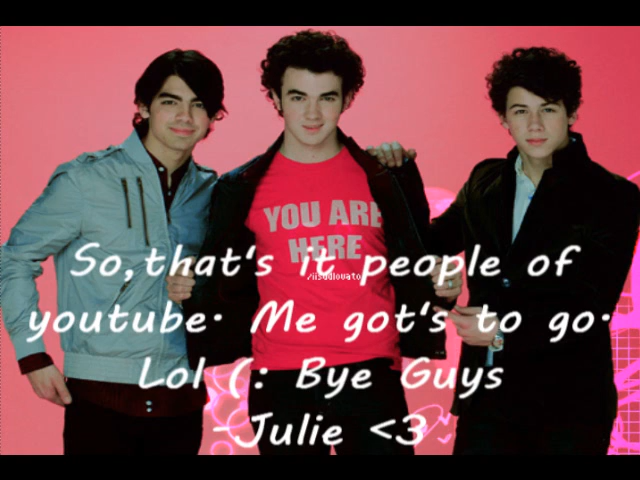 YOU ARE
HERE
So,that's it people of
youtube. Me got's to go.
Lol (: Bye Guys
-Julie <3